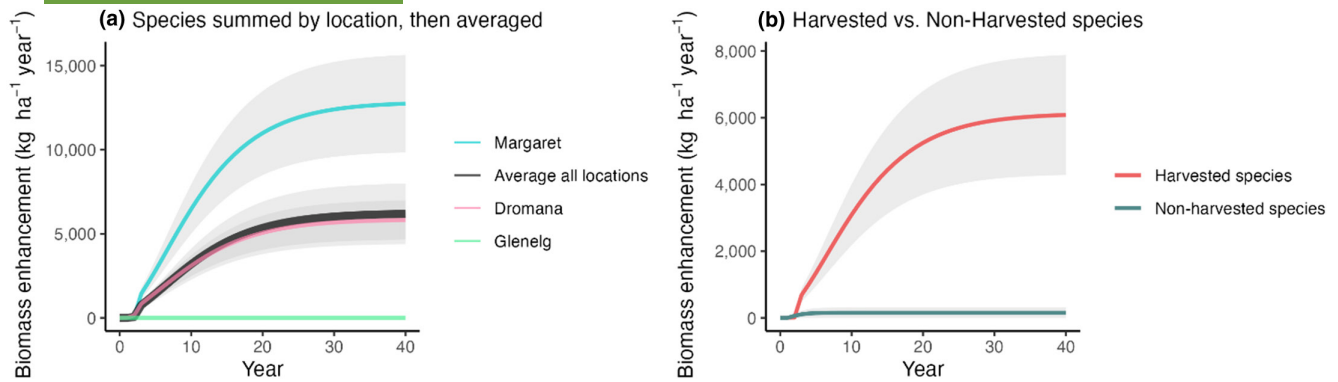 (a) Species summed by location, then averaged
Biomass enhancement (kg ha⁻¹ year⁻¹)
15,000
10,000
5,000
0
0 10 20 30 40
Year
Margaret
Average all locations
Dromana
Glenelg
(b) Harvested vs. Non-Harvested species
Biomass enhancement (kg ha⁻¹ year⁻¹)
8,000
6,000
4,000
2,000
0
0 10 20 30 40
Year
Harvested species
Non-harvested species